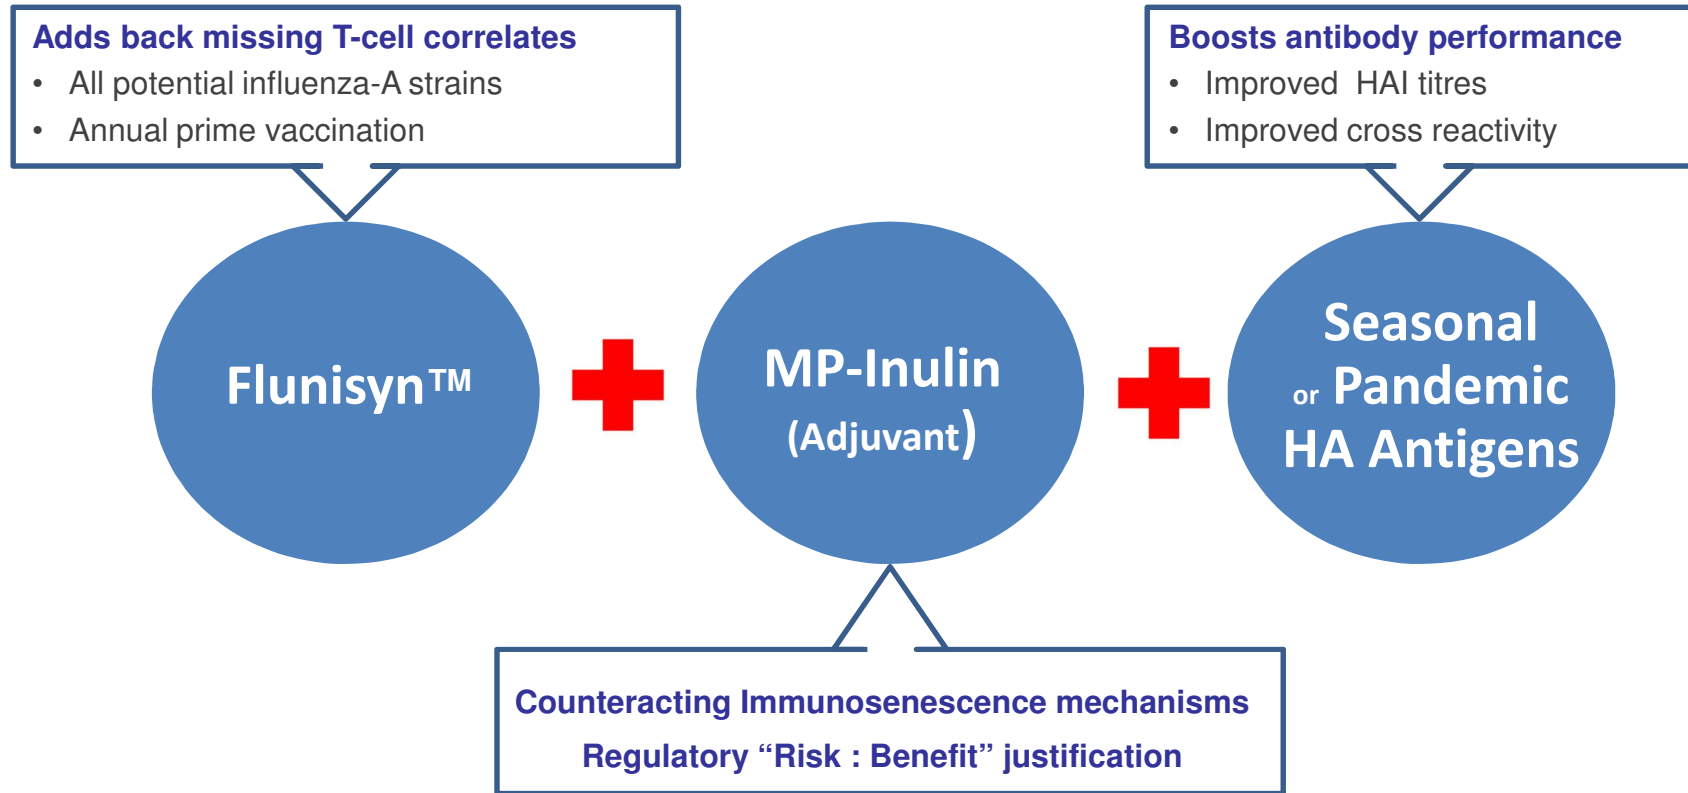 Adds back missing T-cell correlates
• All potential influenza-A strains
• Annual prime vaccination
Boosts antibody performance
• Improved HAI titres
• Improved cross reactivity
Flunisyn™
MP-Inulin
(Adjuvant)
Seasonal
or Pandemic
HA Antigens
Counteracting Immunosenescence mechanisms
Regulatory “Risk : Benefit” justification